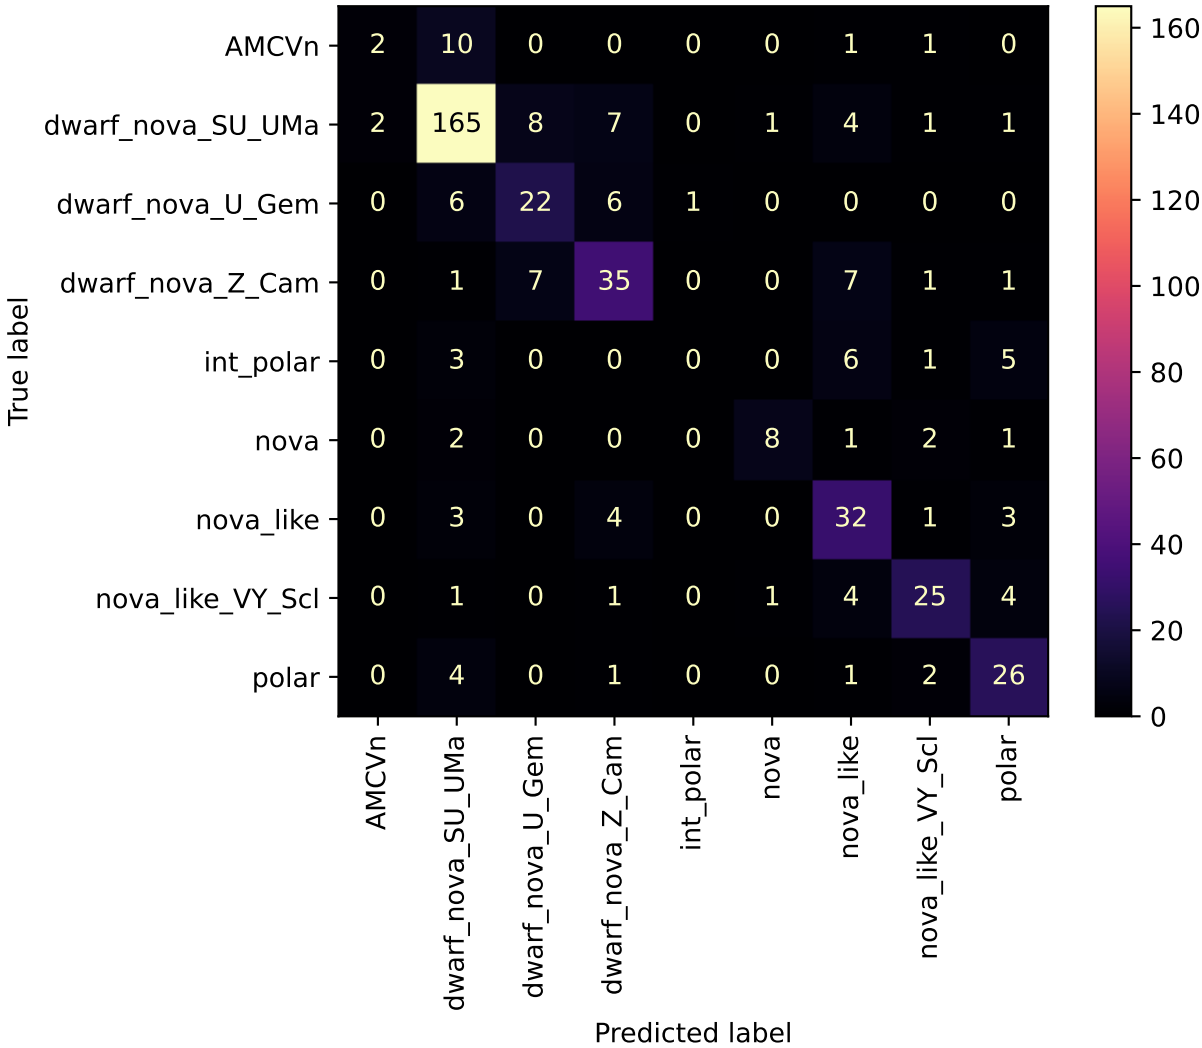 True label
AMCVn 2 10 0 0 0 0 1 1 0
dwarf_nova_SU_UMa 2 165 8 7 0 1 4 1 1
dwarf_nova_U_Gem 0 6 22 6 1 0 0 0 0
dwarf_nova_Z_Cam 0 1 7 35 0 0 7 1 1
int_polar 0 3 0 0 0 0 6 1 5
nova 0 2 0 0 0 8 1 2 1
nova_like 0 3 0 4 0 0 32 1 3
nova_like_VY_Scl 0 1 0 1 0 1 4 25 4
polar 0 4 0 1 0 0 1 2 26
AMCVn
dwarf_nova_SU_UMa
dwarf_nova_U_Gem
dwarf_nova_Z_Cam
int_polar
nova
nova_like
nova_like_VY_Scl
polar
Predicted label
160
140
120
100
80
60
40
20
0